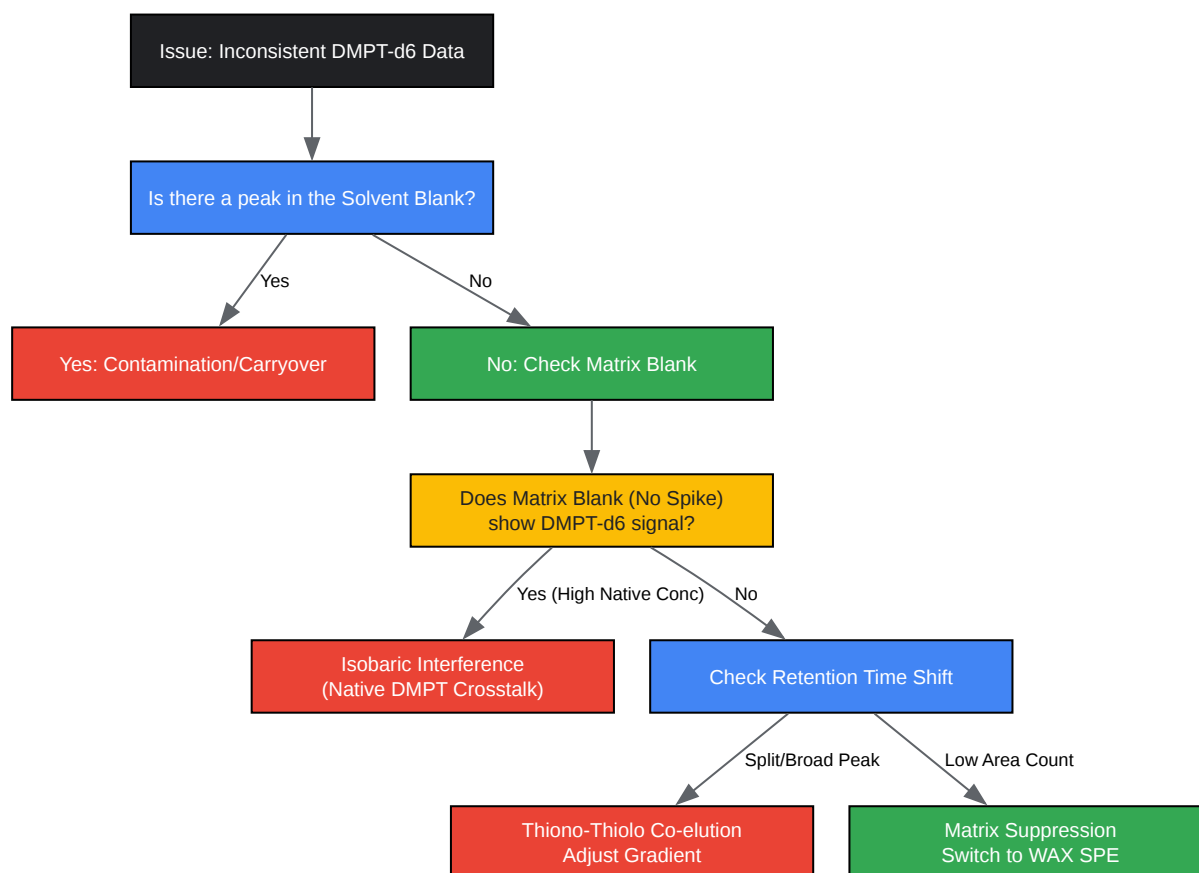 Issue: Inconsistent DMPT-d6 Data
Is there a peak in the Solvent Blank?
Yes
No
Yes: Contamination/Carryover
No: Check Matrix Blank
Does Matrix Blank (No Spike)
show DMPT-d6 signal?
Yes (High Native Conc)
No
Isobaric Interference
(Native DMPT Crosstalk)
Check Retention Time Shift
Split/Broad Peak
Low Area Count
Thiono-Thiolo Co-elution
Adjust Gradient
Matrix Suppression
Switch to WAX SPE